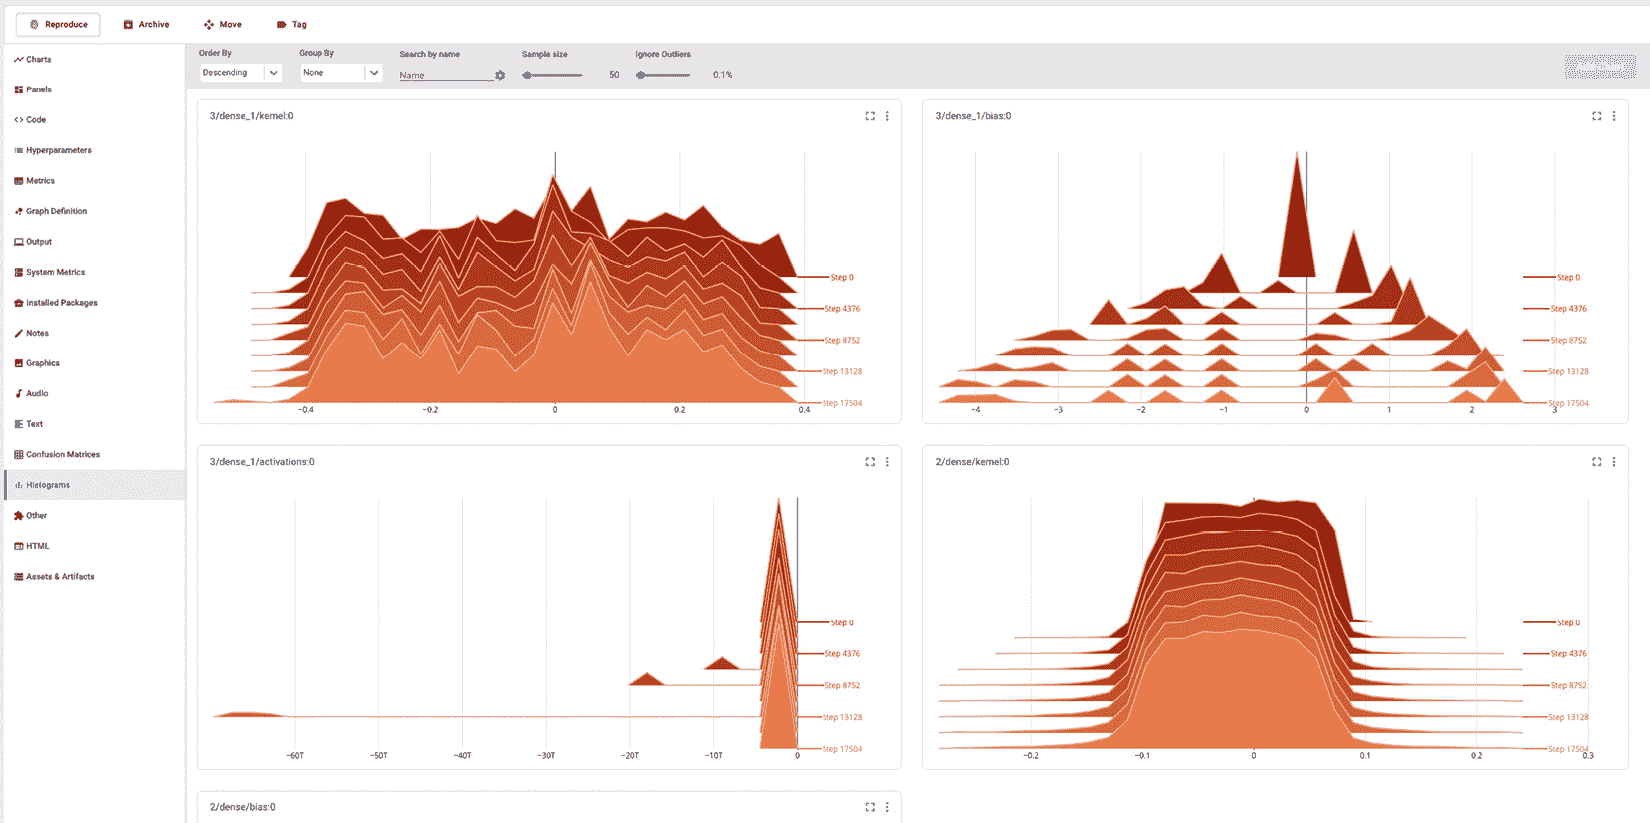 Reproduce Archive Move Tag
Charts
Panels
Code
Hyperparameters
Metrics
Graph Definition
Output
System Metrics
Installed Packages
Notes
Graphics
Audio
Text
Confusion Matrices
Histograms
Other
HTML
Assets & Artifacts
Order By Group By Search by name Sample size Ignore Outliers
Descending None Name 50 0.1%
3/dense_1/kernel:0
Step 0
Step 4376
Step 8752
Step 13128
Step 17504
−0.4 −0.2 0 0.2 0.4
3/dense_1/bias:0
Step 0
Step 4376
Step 8752
Step 13128
Step 17504
−4 −3 −2 −1 0 1 2 3
3/dense_1/activations:0
Step 0
Step 4376
Step 8752
Step 13128
Step 17504
−60T −50T −40T −30T −20T −10T 0
2/dense/kernel:0
Step 0
Step 4376
Step 8752
Step 13128
Step 17504
−0.2 −0.1 0 0.1 0.2 0.3
2/dense/bias:0